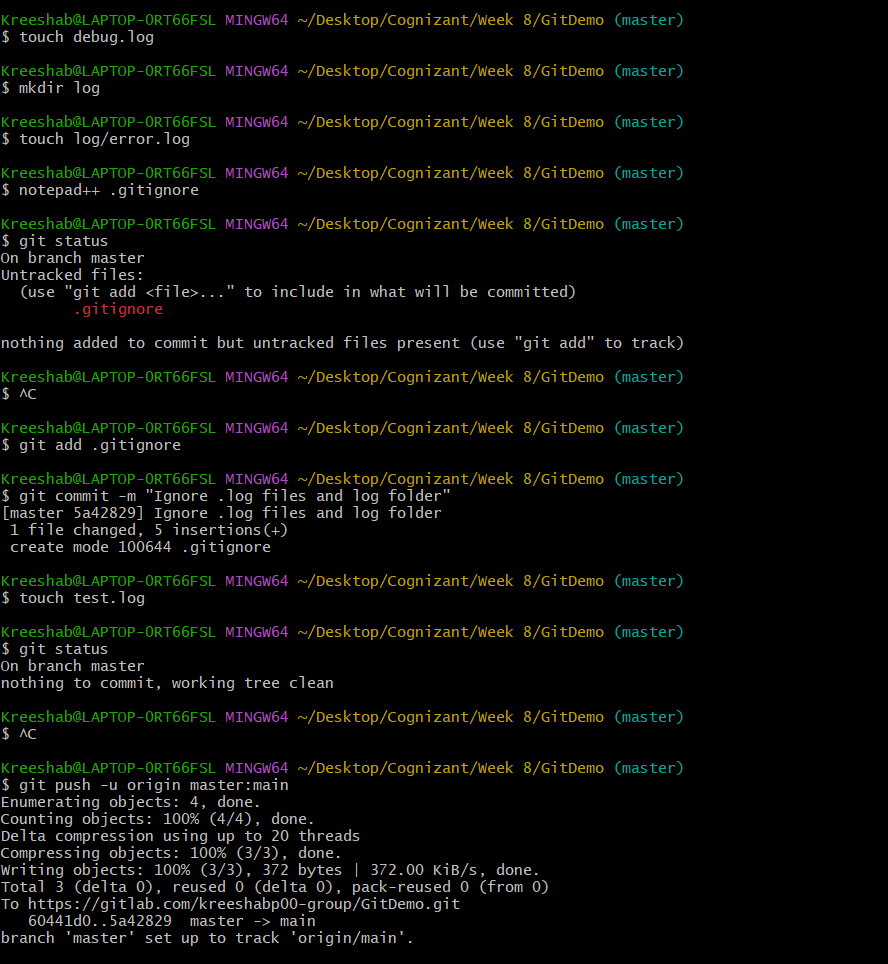 Kreeshab@LAPTOP-ORT66FSL MINGW64 ~/Desktop/Cognizant/Week 8/GitDemo (master)
$ touch debug.log
Kreeshab@LAPTOP-ORT66FSL MINGW64 ~/Desktop/Cognizant/Week 8/GitDemo (master)
$ mkdir log
Kreeshab@LAPTOP-ORT66FSL MINGW64 ~/Desktop/Cognizant/Week 8/GitDemo (master)
$ touch log/error.log
Kreeshab@LAPTOP-ORT66FSL MINGW64 ~/Desktop/Cognizant/Week 8/GitDemo (master)
$ notepad++ .gitignore
Kreeshab@LAPTOP-ORT66FSL MINGW64 ~/Desktop/Cognizant/Week 8/GitDemo (master)
$ git status
On branch master
Untracked files:
  (use "git add <file>..." to include in what will be committed)
        .gitignore
nothing added to commit but untracked files present (use "git add" to track)
Kreeshab@LAPTOP-ORT66FSL MINGW64 ~/Desktop/Cognizant/Week 8/GitDemo (master)
$ ^C
Kreeshab@LAPTOP-ORT66FSL MINGW64 ~/Desktop/Cognizant/Week 8/GitDemo (master)
$ git add .gitignore
Kreeshab@LAPTOP-ORT66FSL MINGW64 ~/Desktop/Cognizant/Week 8/GitDemo (master)
$ git commit -m "Ignore .log files and log folder"
[master 5a42829] Ignore .log files and log folder
 1 file changed, 5 insertions(+)
 create mode 100644 .gitignore
Kreeshab@LAPTOP-ORT66FSL MINGW64 ~/Desktop/Cognizant/Week 8/GitDemo (master)
$ touch test.log
Kreeshab@LAPTOP-ORT66FSL MINGW64 ~/Desktop/Cognizant/Week 8/GitDemo (master)
$ git status
On branch master
nothing to commit, working tree clean
Kreeshab@LAPTOP-ORT66FSL MINGW64 ~/Desktop/Cognizant/Week 8/GitDemo (master)
$ ^C
Kreeshab@LAPTOP-ORT66FSL MINGW64 ~/Desktop/Cognizant/Week 8/GitDemo (master)
$ git push -u origin master:main
Enumerating objects: 4, done.
Counting objects: 100% (4/4), done.
Delta compression using up to 20 threads
Compressing objects: 100% (3/3), done.
Writing objects: 100% (3/3), 372 bytes | 372.00 KiB/s, done.
Total 3 (delta 0), reused 0 (delta 0), pack-reused 0 (from 0)
To https://gitlab.com/kreeshabp00-group/GitDemo.git
   60441d0..5a42829  master -> main
branch 'master' set up to track 'origin/main'.